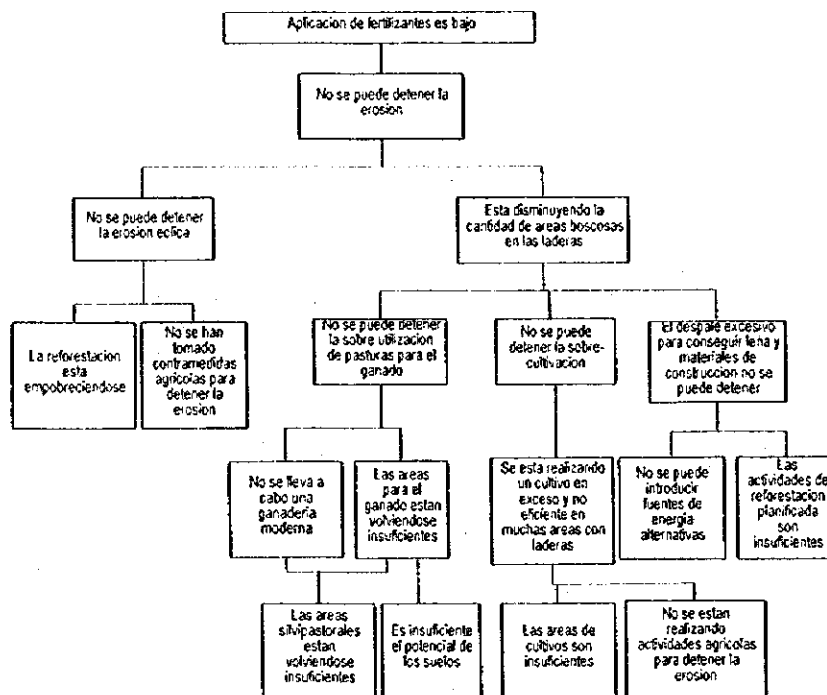 Aplicacion de fertilizantes es bajo
No se puede detener la
erosion
No se puede detener
la erosion eolica
Esta disminuyendo la
cantidad de areas boscosas
en las laderas
La reforestacion
esta
empobreciendose
No se han
tomado
contramedidas
agricolas para
detener la
erosion
No se puede detener
la sobre utilizacion
de pasturas para el
ganado
No se puede
detener la sobre-
cultivacion
El despale excesivo
para conseguir leña y
materiales de
construccion no se
puede detener
No se lleva a
cabo una
ganaderia
moderna
Las areas
para el
ganado estan
volviendose
insuficientes
Se esta realizando
un cultivo en
exceso y no
eficiente en
muchas areas con
laderas
No se puede
introducir
fuentes de
energia
alternativas
Las
actividades de
reforestacion
planificada
son
insuficientes
Las areas
silvipastorales
estan
volviendose
insuficientes
Es insuficiente
el potencial de
los suelos
Las areas de
cultivos son
insuficientes
No se estan
realizando
actividades agricolas
para detener la
erosion